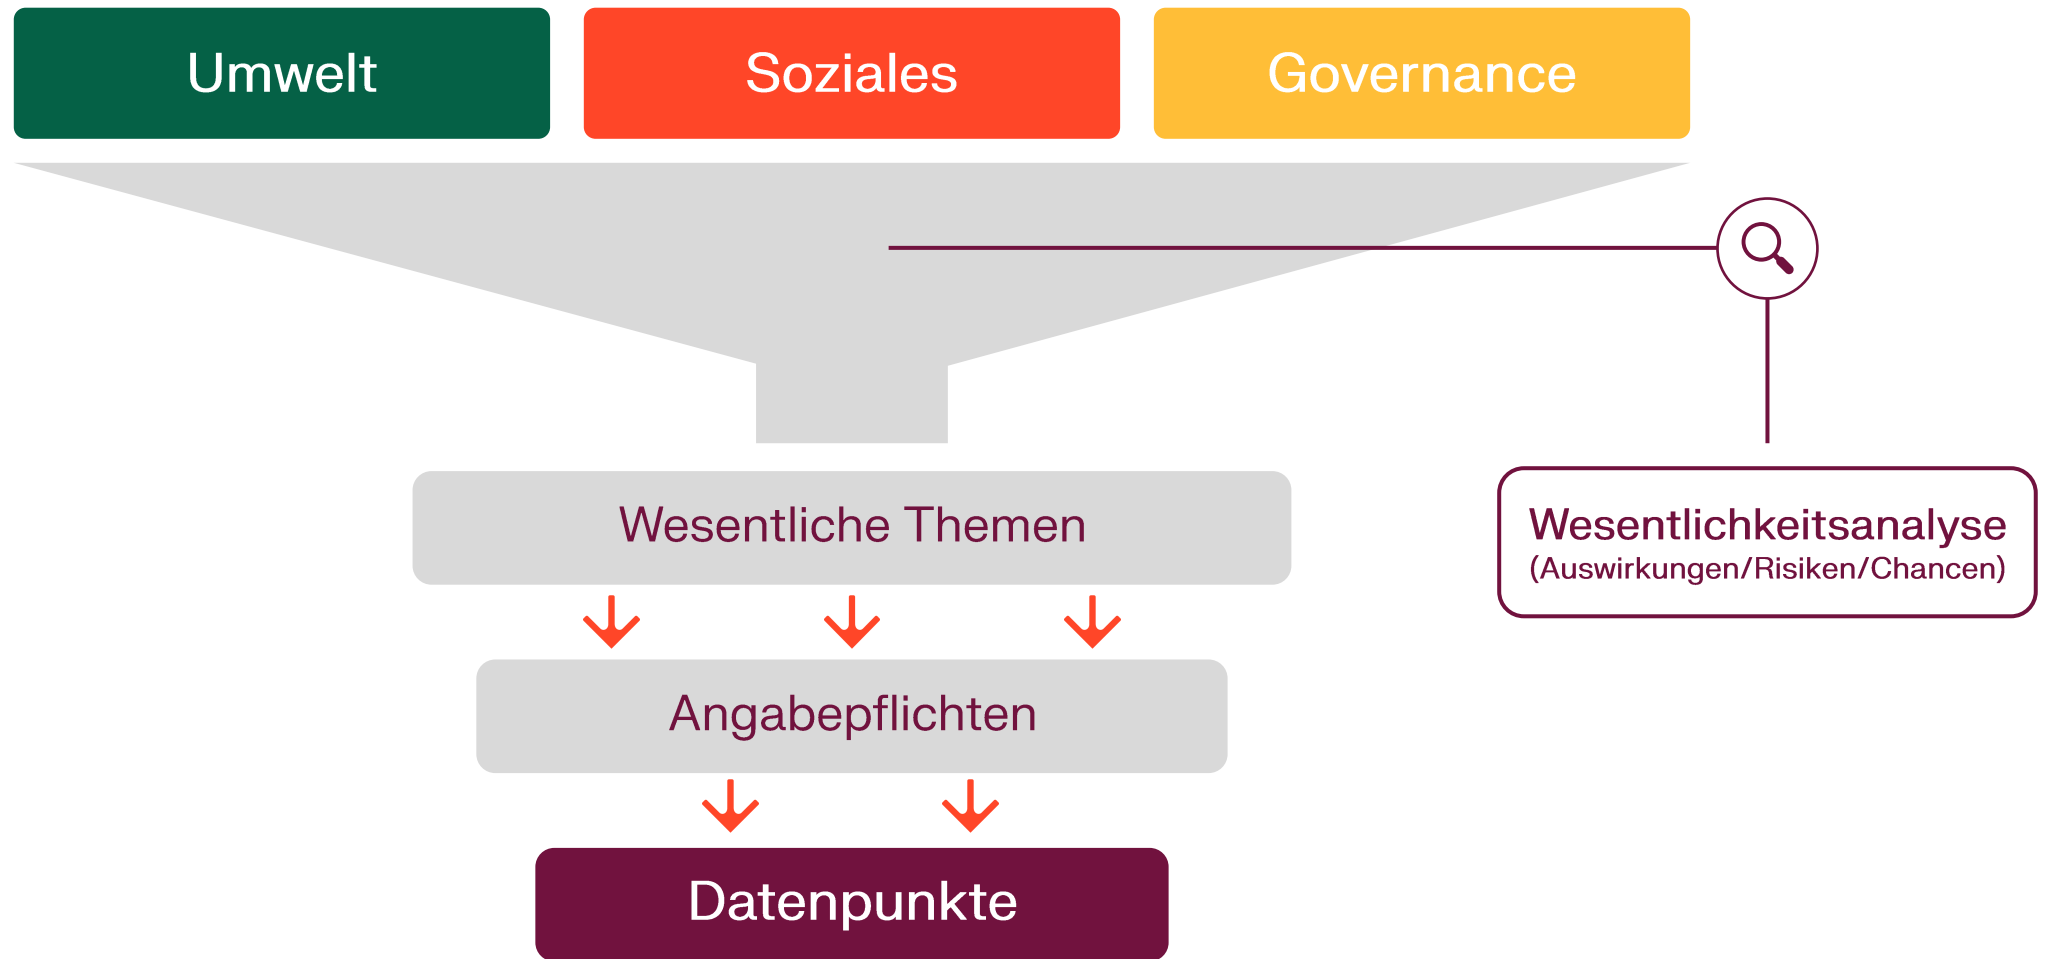 Umwelt
Soziales
Governance
Wesentliche Themen
Wesentlichkeitsanalyse
(Auswirkungen/Risiken/Chancen)
Angabepflichten
Datenpunkte